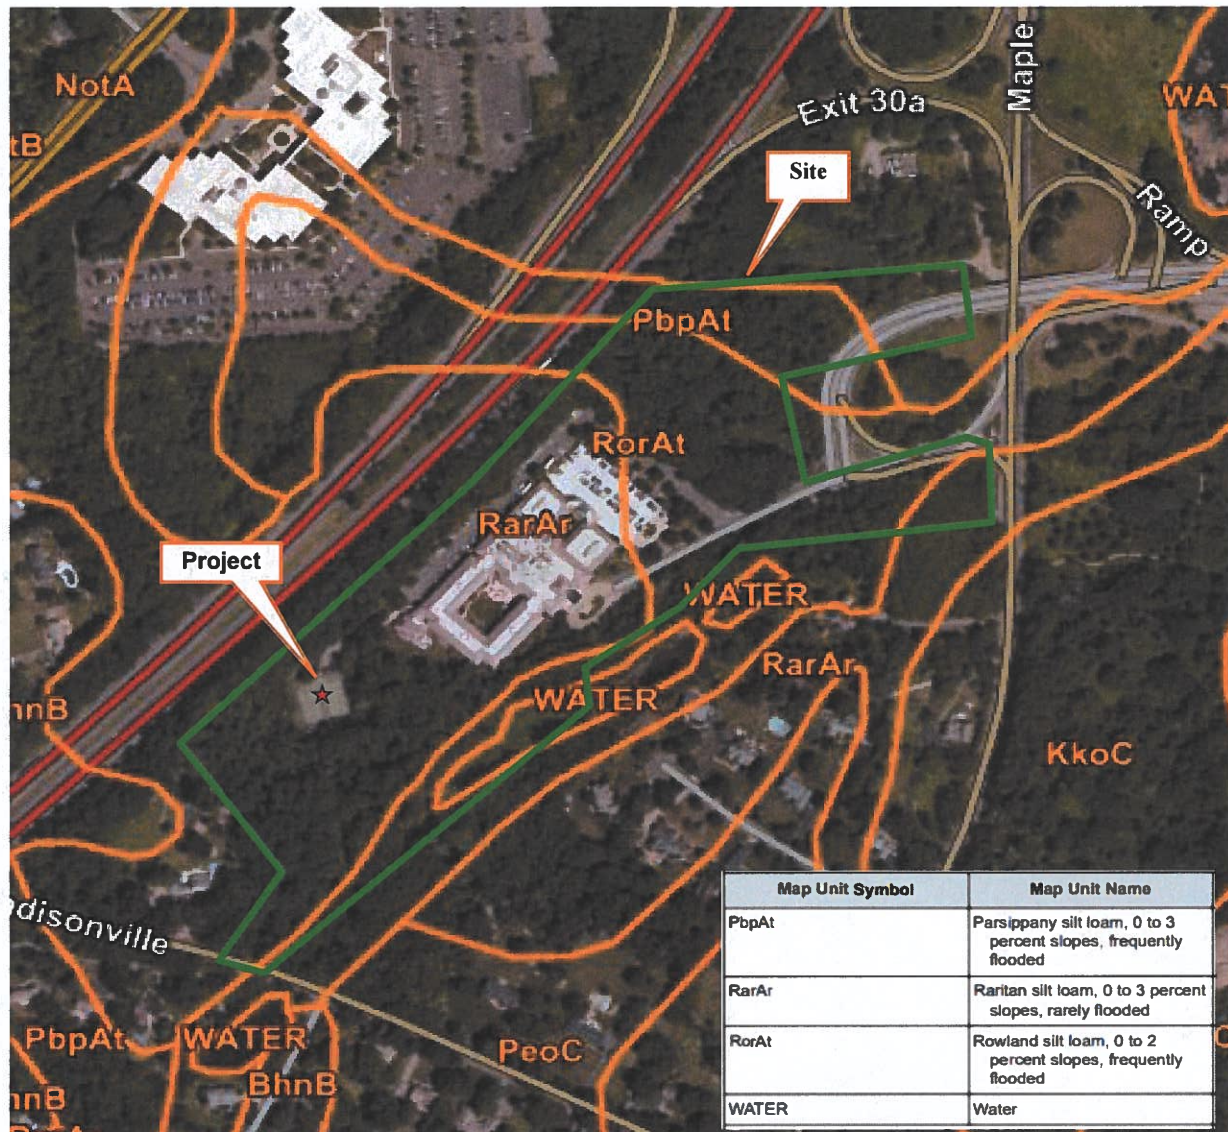 NotA
tB
Exit 30a
Maple
WAT
Site
Ramp
PbpAt
RorAt
RarAr
Project
WATER
RarAr
WATER
nnB
KkoC
adisonville
PbpAt
WATER
PeoC
BhnB
nnB
Map Unit Symbol
Map Unit Name
PbpAt
Parsippany silt loam, 0 to 3
percent slopes, frequently
flooded
RarAr
Raritan silt loam, 0 to 3 percent
slopes, rarely flooded
RorAt
Rowland silt loam, 0 to 2
percent slopes, frequently
flooded
WATER
Water